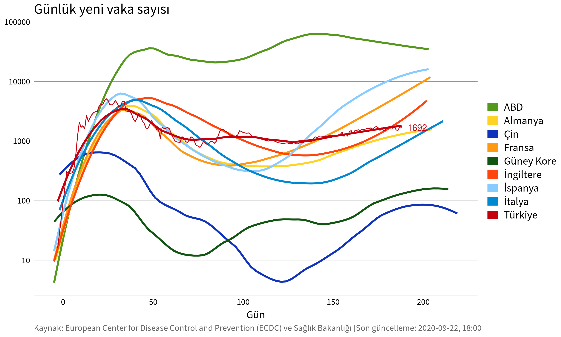 Günlük yeni vaka sayısı
100000
10000
1000
100
10
0
50
100
150
200
Gün
1692
ABD
Almanya
Çin
Fransa
Güney Kore
İngiltere
İspanya
İtalya
Türkiye
Kaynak: European Center for Disease Control and Prevention (ECDC) ve Sağlık Bakanlığı |Son güncelleme: 2020-09-22, 18:00